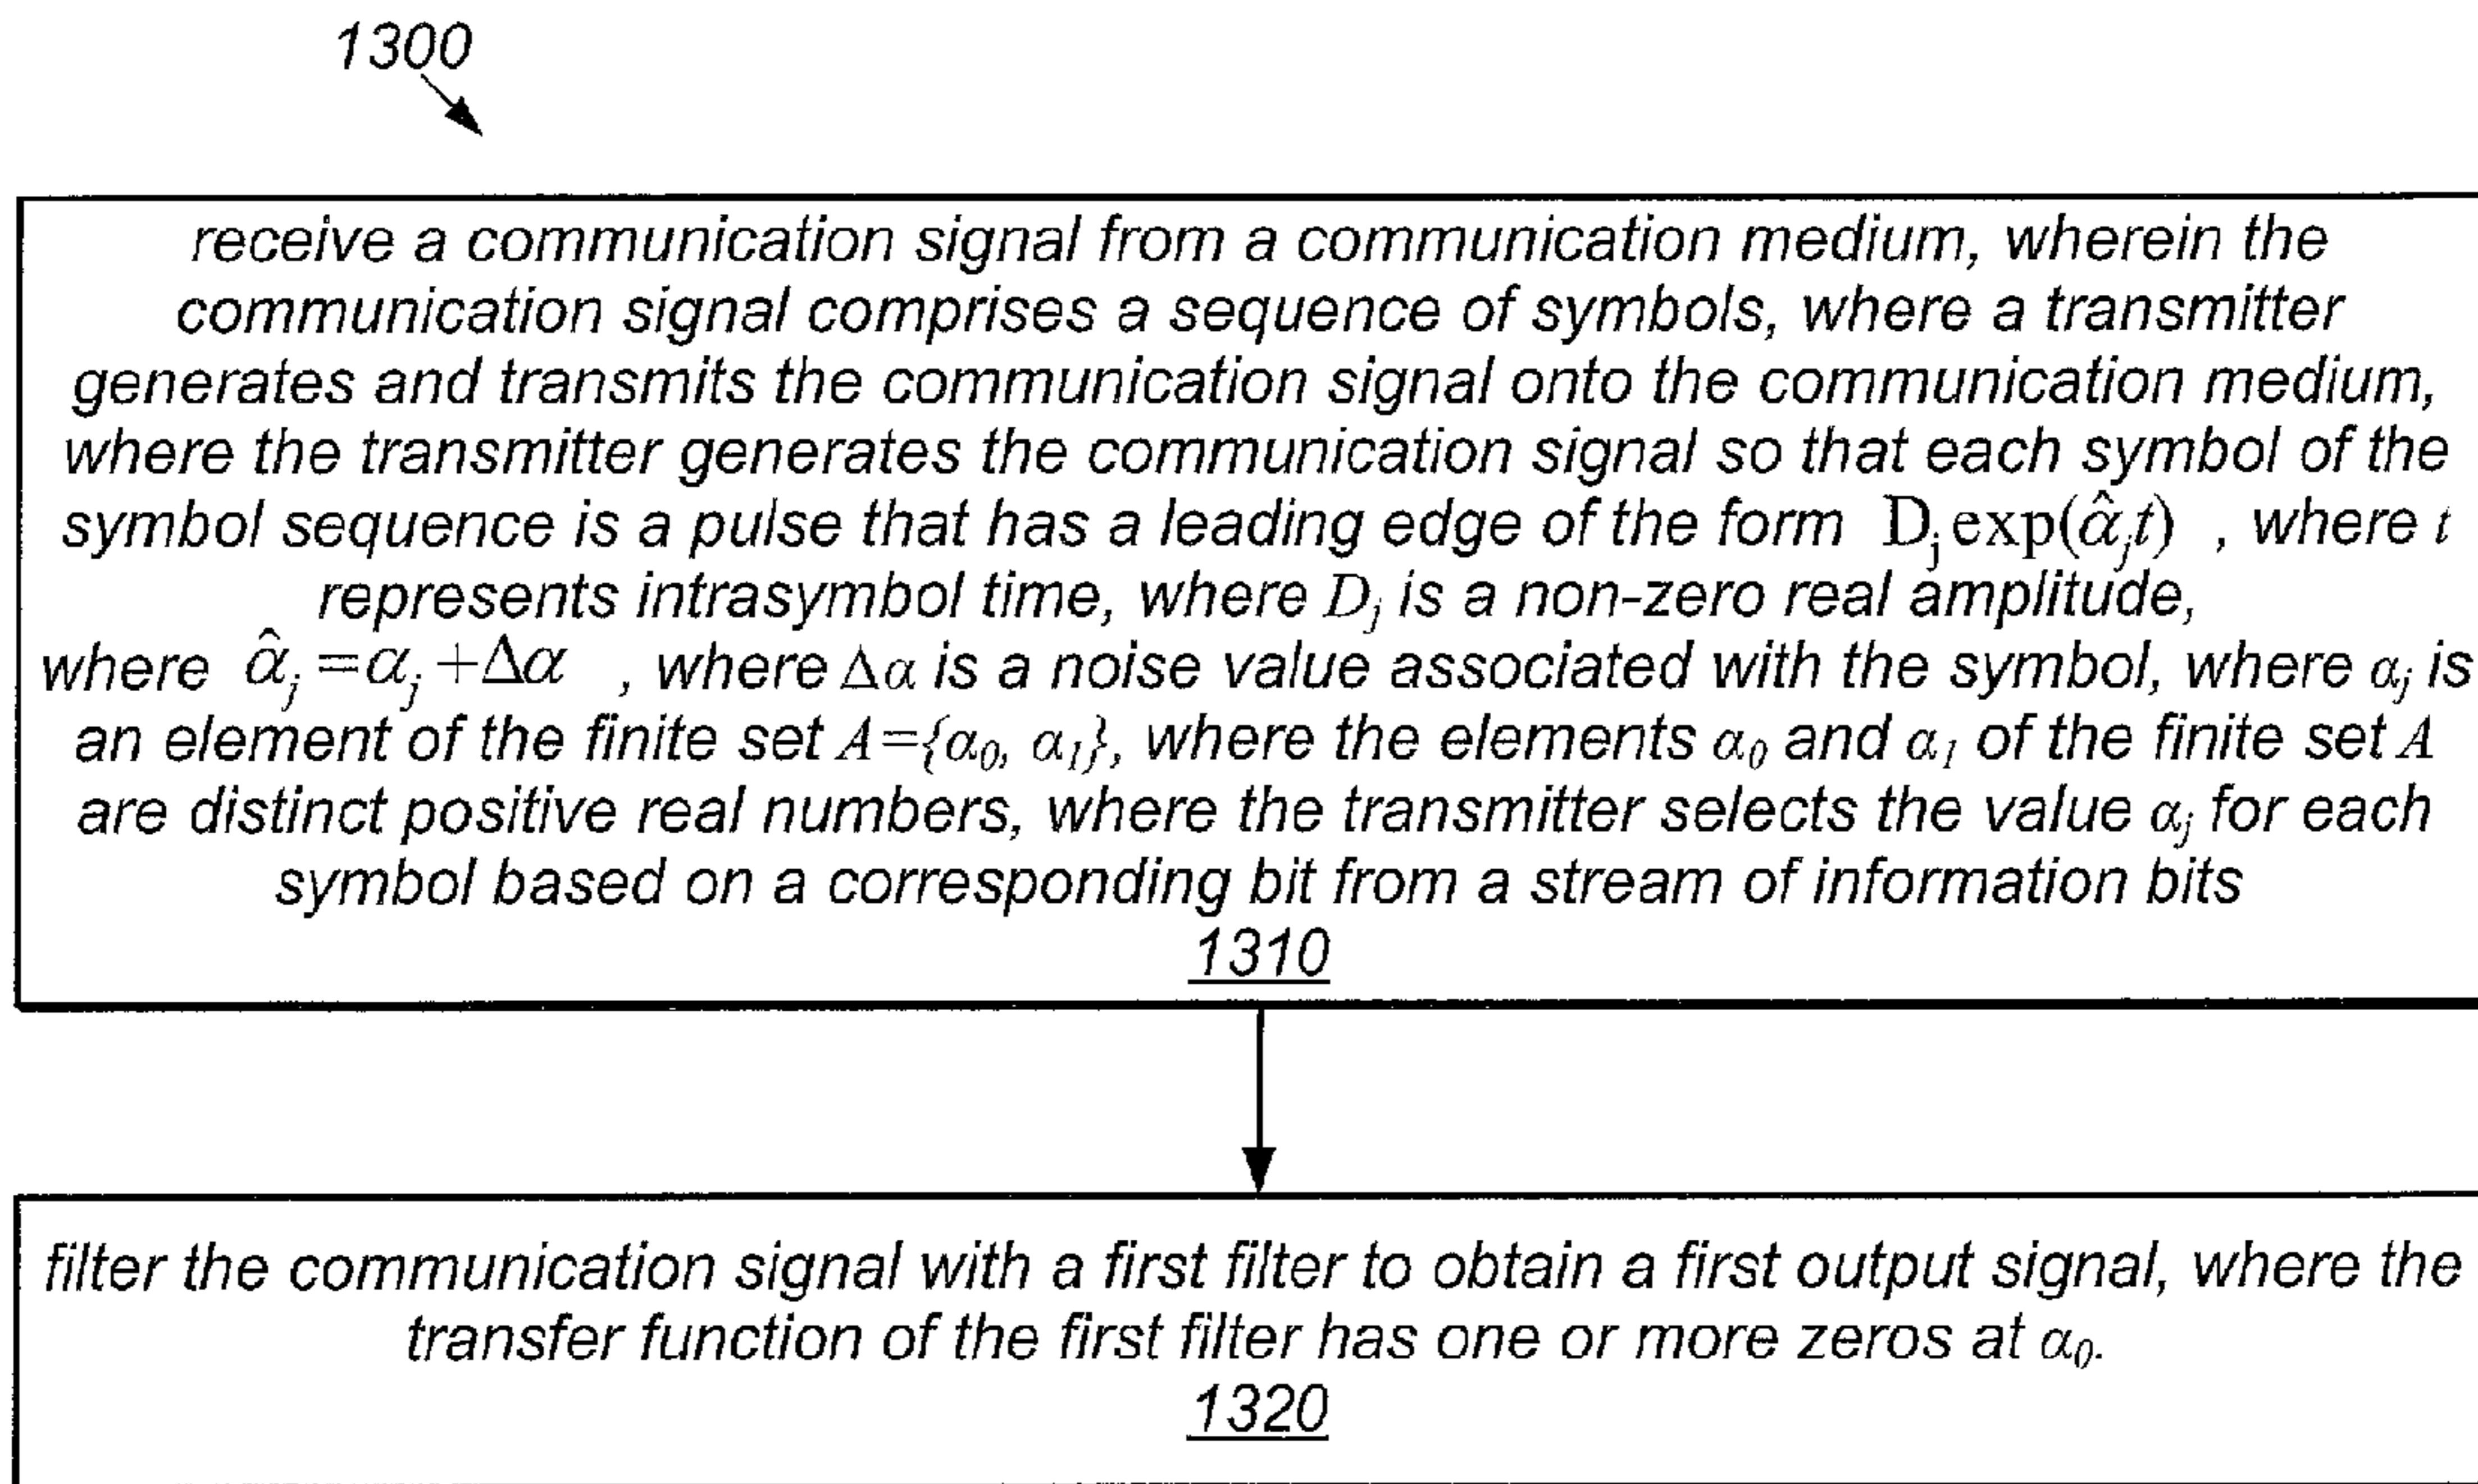 1300
receive a communication signal from a communication medium, wherein the
communication signal comprises a sequence of symbols, where a transmitter
generates and transmits the communication signal onto the communication medium,
where the transmitter generates the communication signal so that each symbol of the
symbol sequence is a pulse that has a leading edge of the form D_j exp(α̂_j t) , where t
represents intrasymbol time, where D_j is a non-zero real amplitude,
where α̂_j =α_j +Δα , where Δα is a noise value associated with the symbol, where α_j is
an element of the finite set A={α_0, α_1}, where the elements α_0 and α_1 of the finite set A
are distinct positive real numbers, where the transmitter selects the value α_j for each
symbol based on a corresponding bit from a stream of information bits
1310
filter the communication signal with a first filter to obtain a first output signal, where the
transfer function of the first filter has one or more zeros at α_0.
1320